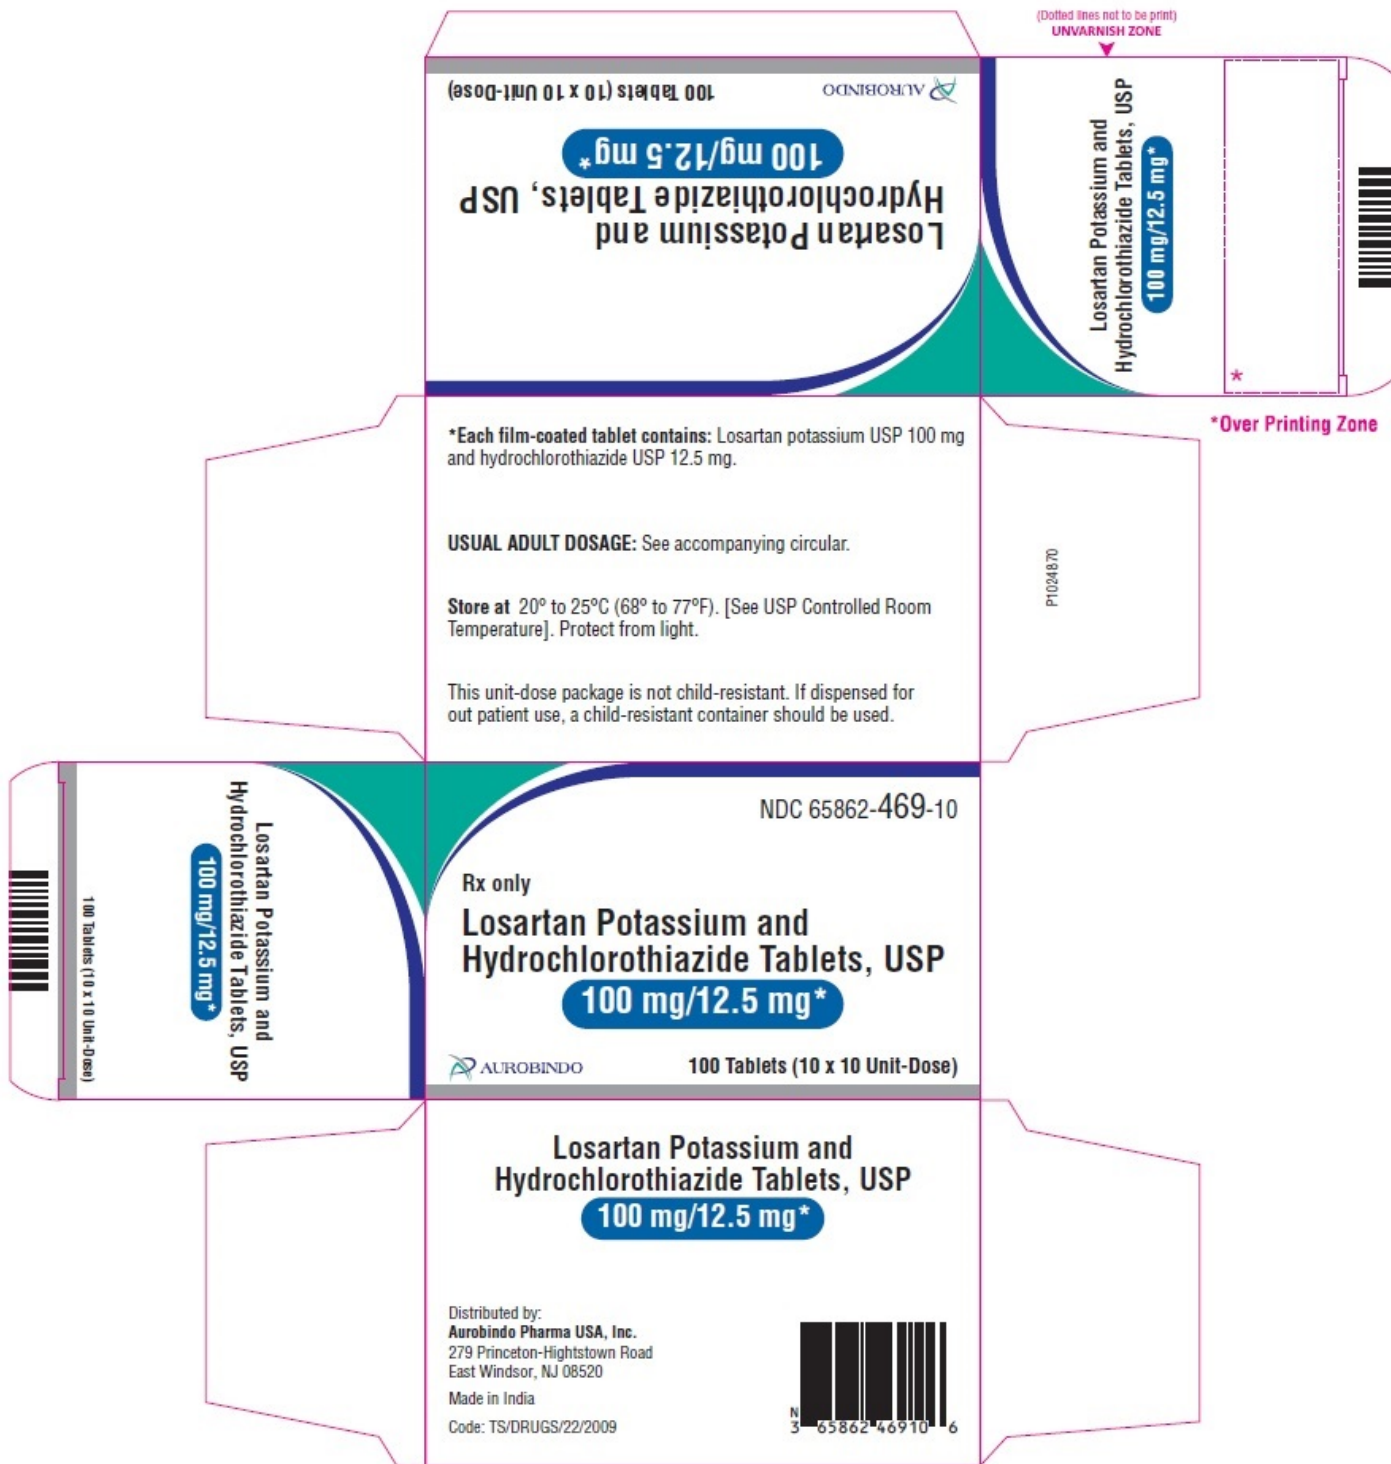 (Dotted lines not to be print)
UNVARNISH ZONE
100 Tablets (10 x 10 Unit-Dose)
AUROBINDO
100 mg/12.5 mg*
Losartan Potassium and
Hydrochlorothiazide Tablets, USP
Losartan Potassium and
Hydrochlorothiazide Tablets, USP
100 mg/12.5 mg*
*
*Over Printing Zone
*Each film-coated tablet contains: Losartan potassium USP 100 mg
and hydrochlorothiazide USP 12.5 mg.
USUAL ADULT DOSAGE: See accompanying circular.
Store at 20º to 25ºC (68º to 77ºF). [See USP Controlled Room
Temperature]. Protect from light.
This unit-dose package is not child-resistant. If dispensed for
out patient use, a child-resistant container should be used.
P1024870
Losartan Potassium and
Hydrochlorothiazide Tablets, USP
100 mg/12.5 mg*
100 Tablets (10 x 10 Unit-Dose)
NDC 65862-469-10
Rx only
Losartan Potassium and
Hydrochlorothiazide Tablets, USP
100 mg/12.5 mg*
AUROBINDO
100 Tablets (10 x 10 Unit-Dose)
Losartan Potassium and
Hydrochlorothiazide Tablets, USP
100 mg/12.5 mg*
Distributed by:
Aurobindo Pharma USA, Inc.
279 Princeton-Hightstown Road
East Windsor, NJ 08520
Made in India
Code: TS/DRUGS/22/2009
N
3 65862 46910 6